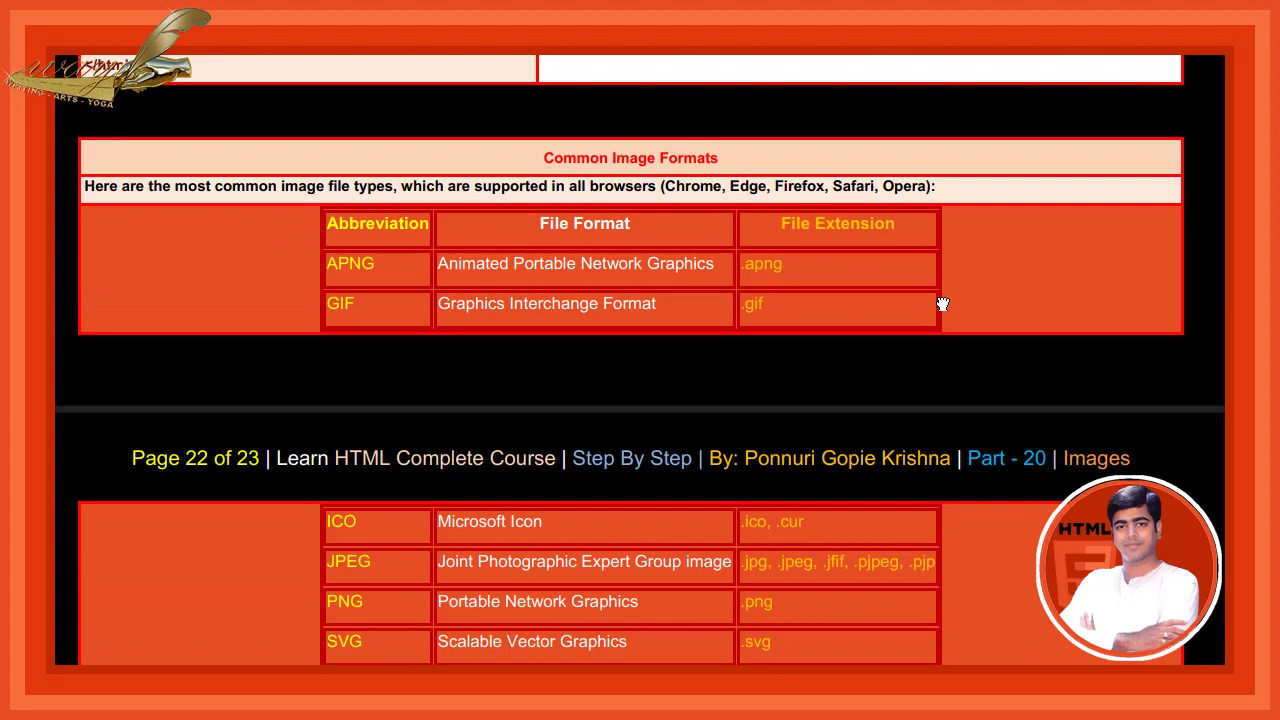 WRITING - ARTS - YOGA
Common Image Formats
Here are the most common image file types, which are supported in all browsers (Chrome, Edge, Firefox, Safari, Opera):
Abbreviation File Format File Extension
APNG Animated Portable Network Graphics .apng
GIF Graphics Interchange Format .gif
Page 22 of 23 | Learn HTML Complete Course | Step By Step | By: Ponnuri Gopie Krishna | Part - 20 | Images
ICO Microsoft Icon .ico, .cur
JPEG Joint Photographic Expert Group image .jpg, .jpeg, .jfif, .pjpeg, .pjp
PNG Portable Network Graphics .png
SVG Scalable Vector Graphics .svg
HTML